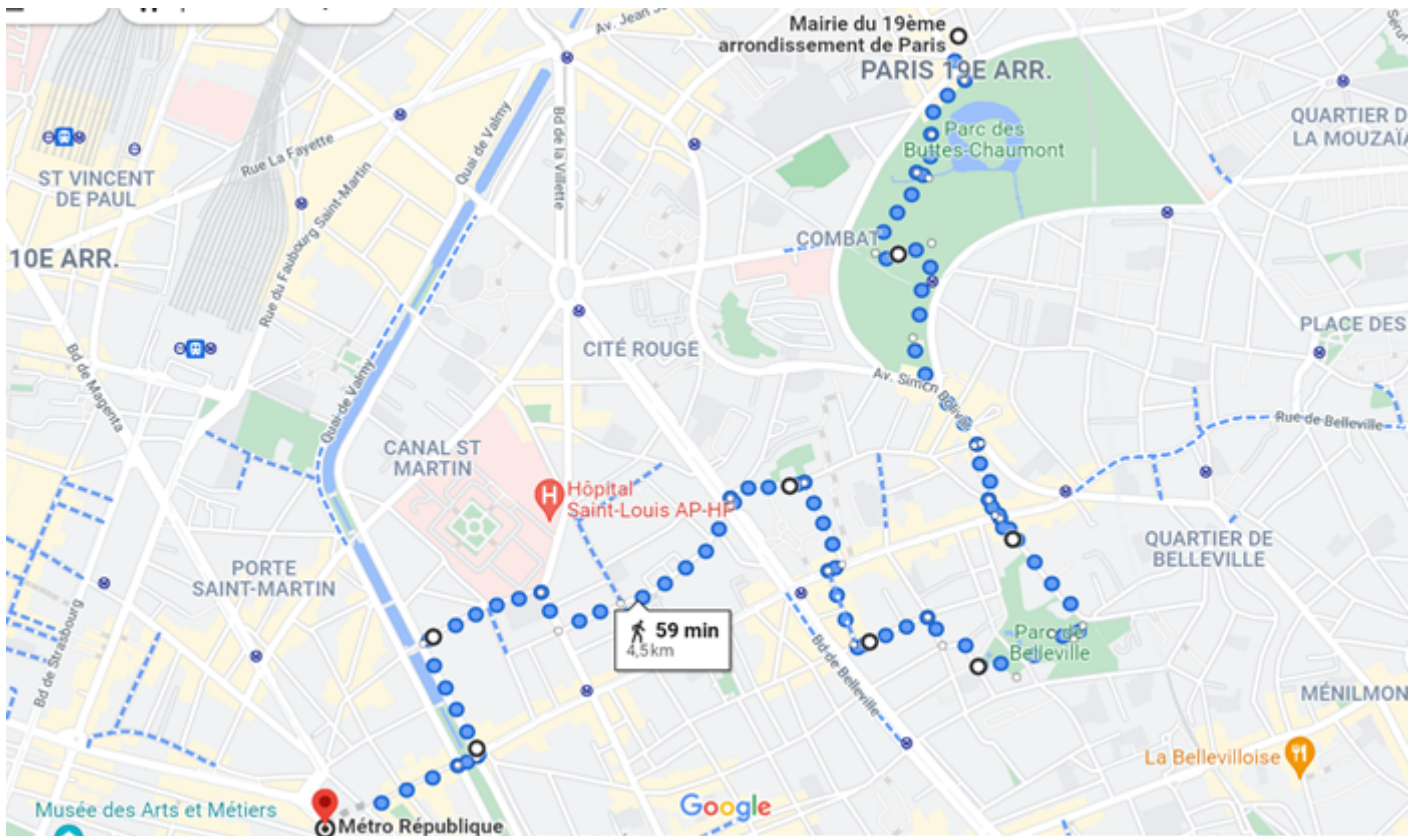 Mairie du 19ème
arrondissement de Paris
PARIS 19E ARR.
Av. Jean
Parc des
Buttes-Chaumont
QUARTIER D
LA MOUZAÏA
ST VINCENT
DE PAUL
Rue La Fayette
Quai de Valmy
Bd de la Villette
Rue du Faubourg Saint-Martin
10E ARR.
COMBAT
CITÉ ROUGE
PLACE DES
Bd de Magenta
Quai de Valmy
Av. Simon Bolivar
Rue de Belleville
CANAL ST
MARTIN
H
Hôpital
Saint-Louis AP-HP
PORTE
SAINT-MARTIN
QUARTIER DE
BELLEVILLE
59 min
4,5 km
Parc de
Belleville
Bd de Strasbourg
Bd de Belleville
MÉNILMON
La Bellevilloise
Musée des Arts et Métiers
Métro République
Google